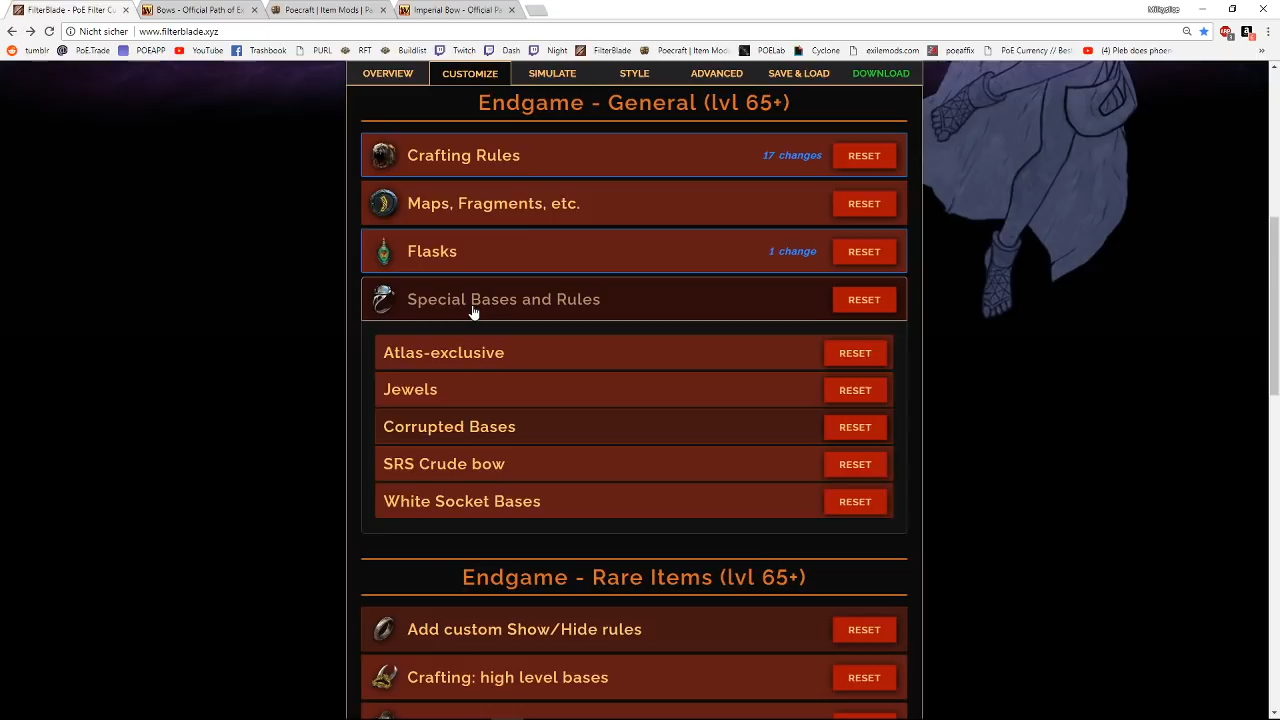 FilterBlade - PoE Filter Cu
Bows - Official Path of Ex
Poecraft | Item Mods | Ra
Imperial Bow - Official Pa
Nicht sicher
www.filterblade.xyz
tumblr
PoE.Trade
POEAPP
YouTube
Trashbook
PURL
RFT
Buildlist
Twitch
Twitch
Night
FilterBlade
Poecraft | Item Mods
POELab
Cyclone
exilemods.com
poeaffix
PoE Currency // Besi
(4) Pleb does phoen
OVERVIEW
CUSTOMIZE
SIMULATE
STYLE
ADVANCED
SAVE & LOAD
DOWNLOAD
Endgame - General (lvl 65+)
Crafting Rules
17 changes
RESET
Maps, Fragments, etc.
RESET
Flasks
1 change
RESET
Special Bases and Rules
RESET
Atlas-exclusive
RESET
Jewels
RESET
Corrupted Bases
RESET
SRS Crude bow
RESET
White Socket Bases
RESET
Endgame - Rare Items (lvl 65+)
Add custom Show/Hide rules
RESET
Crafting: high level bases
RESET